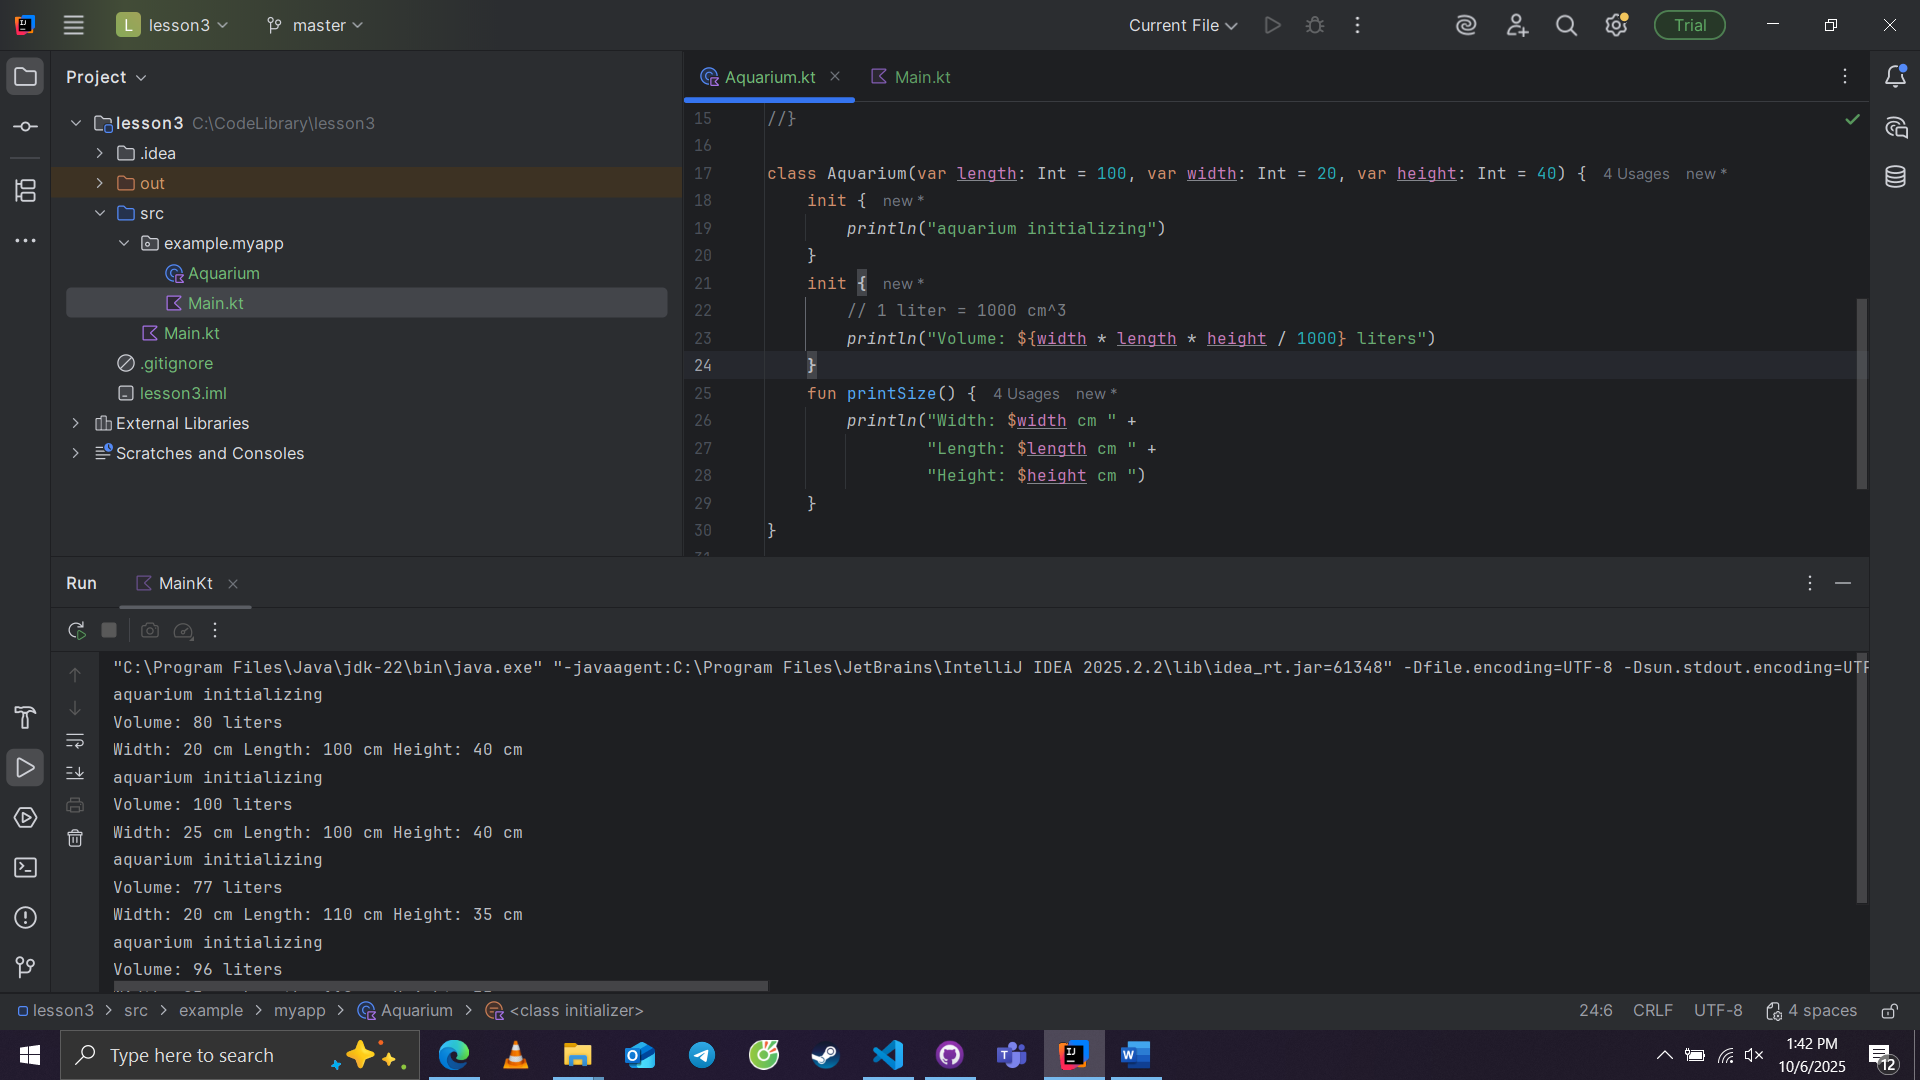 L lesson3 master Current File Trial
Project
Aquarium.kt
Main.kt
lesson3 C:\CodeLibrary\lesson3
.idea
out
src
example.myapp
Aquarium
Main.kt
Main.kt
.gitignore
lesson3.iml
External Libraries
Scratches and Consoles
15 //}
16
17 class Aquarium(var length: Int = 100, var width: Int = 20, var height: Int = 40) { 4 Usages new *
18 init { new *
19 println("aquarium initializing")
20 }
21 init { new *
22 // 1 liter = 1000 cm^3
23 println("Volume: ${width * length * height / 1000} liters")
24 }
25 fun printSize() { 4 Usages new *
26 println("Width: $width cm " +
27 "Length: $length cm " +
28 "Height: $height cm ")
29 }
30 }
Run MainKt
"C:\Program Files\Java\jdk-22\bin\java.exe" "-javaagent:C:\Program Files\JetBrains\IntelliJ IDEA 2025.2.2\lib\idea_rt.jar=61348" -Dfile.encoding=UTF-8 -Dsun.stdout.encoding=UTF
aquarium initializing
Volume: 80 liters
Width: 20 cm Length: 100 cm Height: 40 cm
aquarium initializing
Volume: 100 liters
Width: 25 cm Length: 100 cm Height: 40 cm
aquarium initializing
Volume: 77 liters
Width: 20 cm Length: 110 cm Height: 35 cm
aquarium initializing
Volume: 96 liters
lesson3 > src > example > myapp > Aquarium > <class initializer> 24:6 CRLF UTF-8 4 spaces
Type here to search
1:42 PM
10/6/2025
12